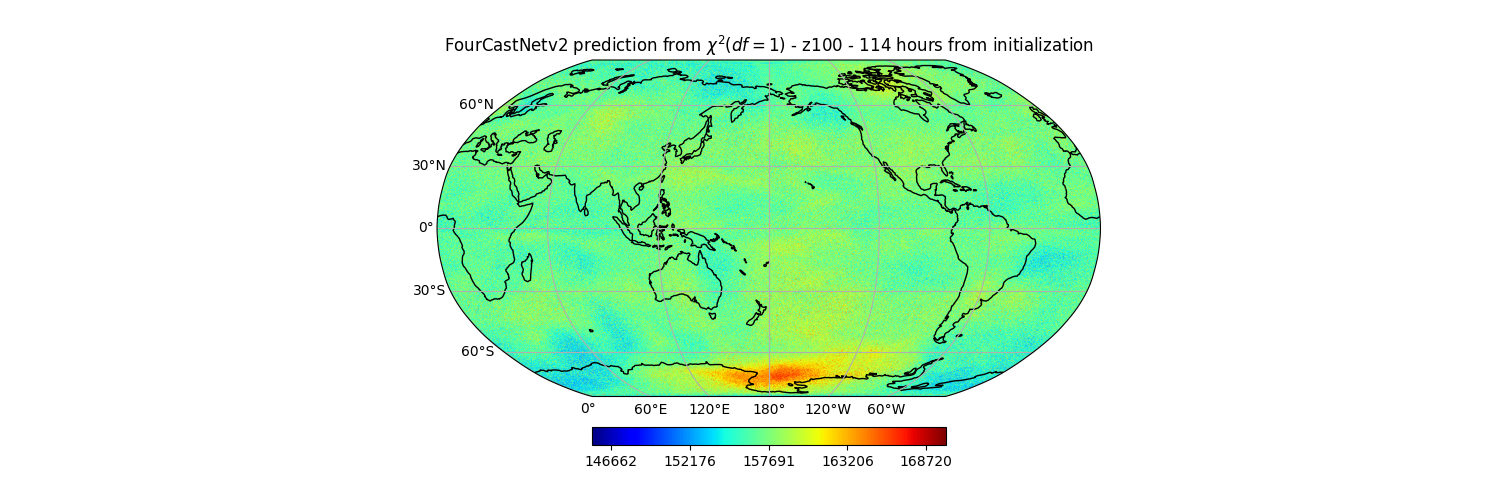 FourCastNetv2 prediction from χ²(df = 1) - z100 - 114 hours from initialization
60°N
30°N
0°
30°S
60°S
0° 60°E 120°E 180° 120°W 60°W
146662 152176 157691 163206 168720